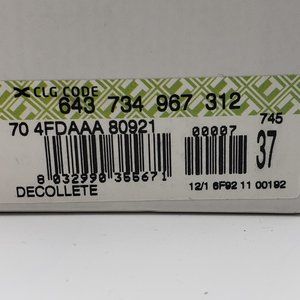 CLG CODE
643 734 967 312
70 4FDAAA 80921
00007
745
37
8 032990 355671
DECOLLETE
12/1 6F92 11 00192